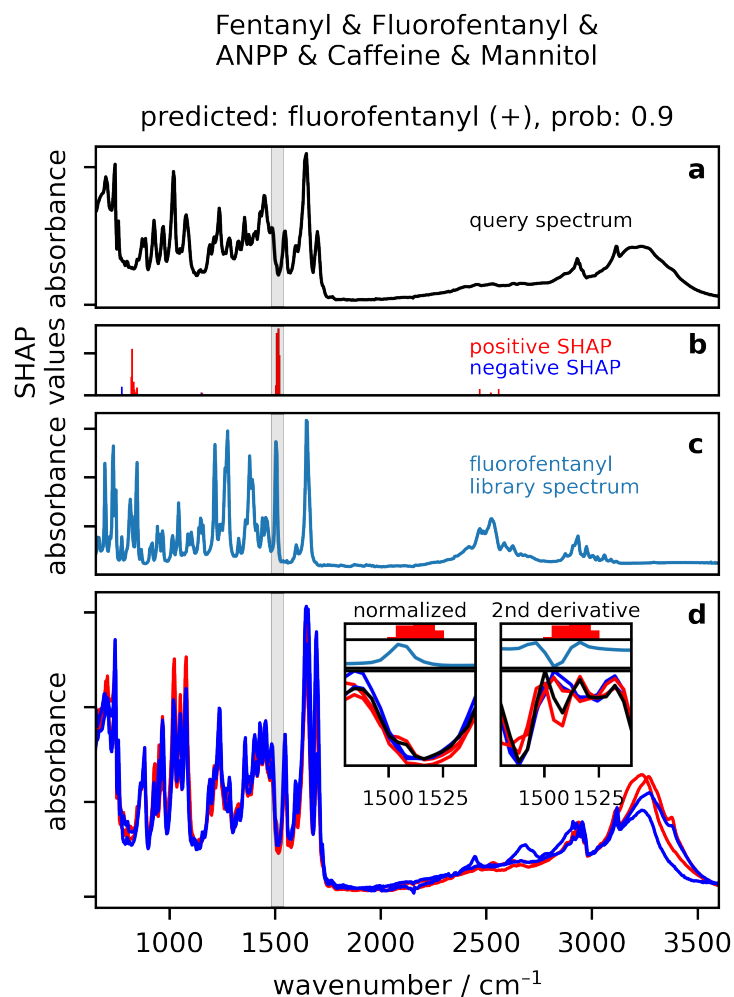 Fentanyl & Fluorofentanyl &
ANPP & Caffeine & Mannitol
predicted: fluorofentanyl (+), prob: 0.9
absorbance
a
query spectrum
SHAP
values
b
positive SHAP
negative SHAP
absorbance
c
fluorofentanyl
library spectrum
absorbance
d
normalized
2nd derivative
1500 1525
1500 1525
1000 1500 2000 2500 3000 3500
wavenumber / cm⁻¹